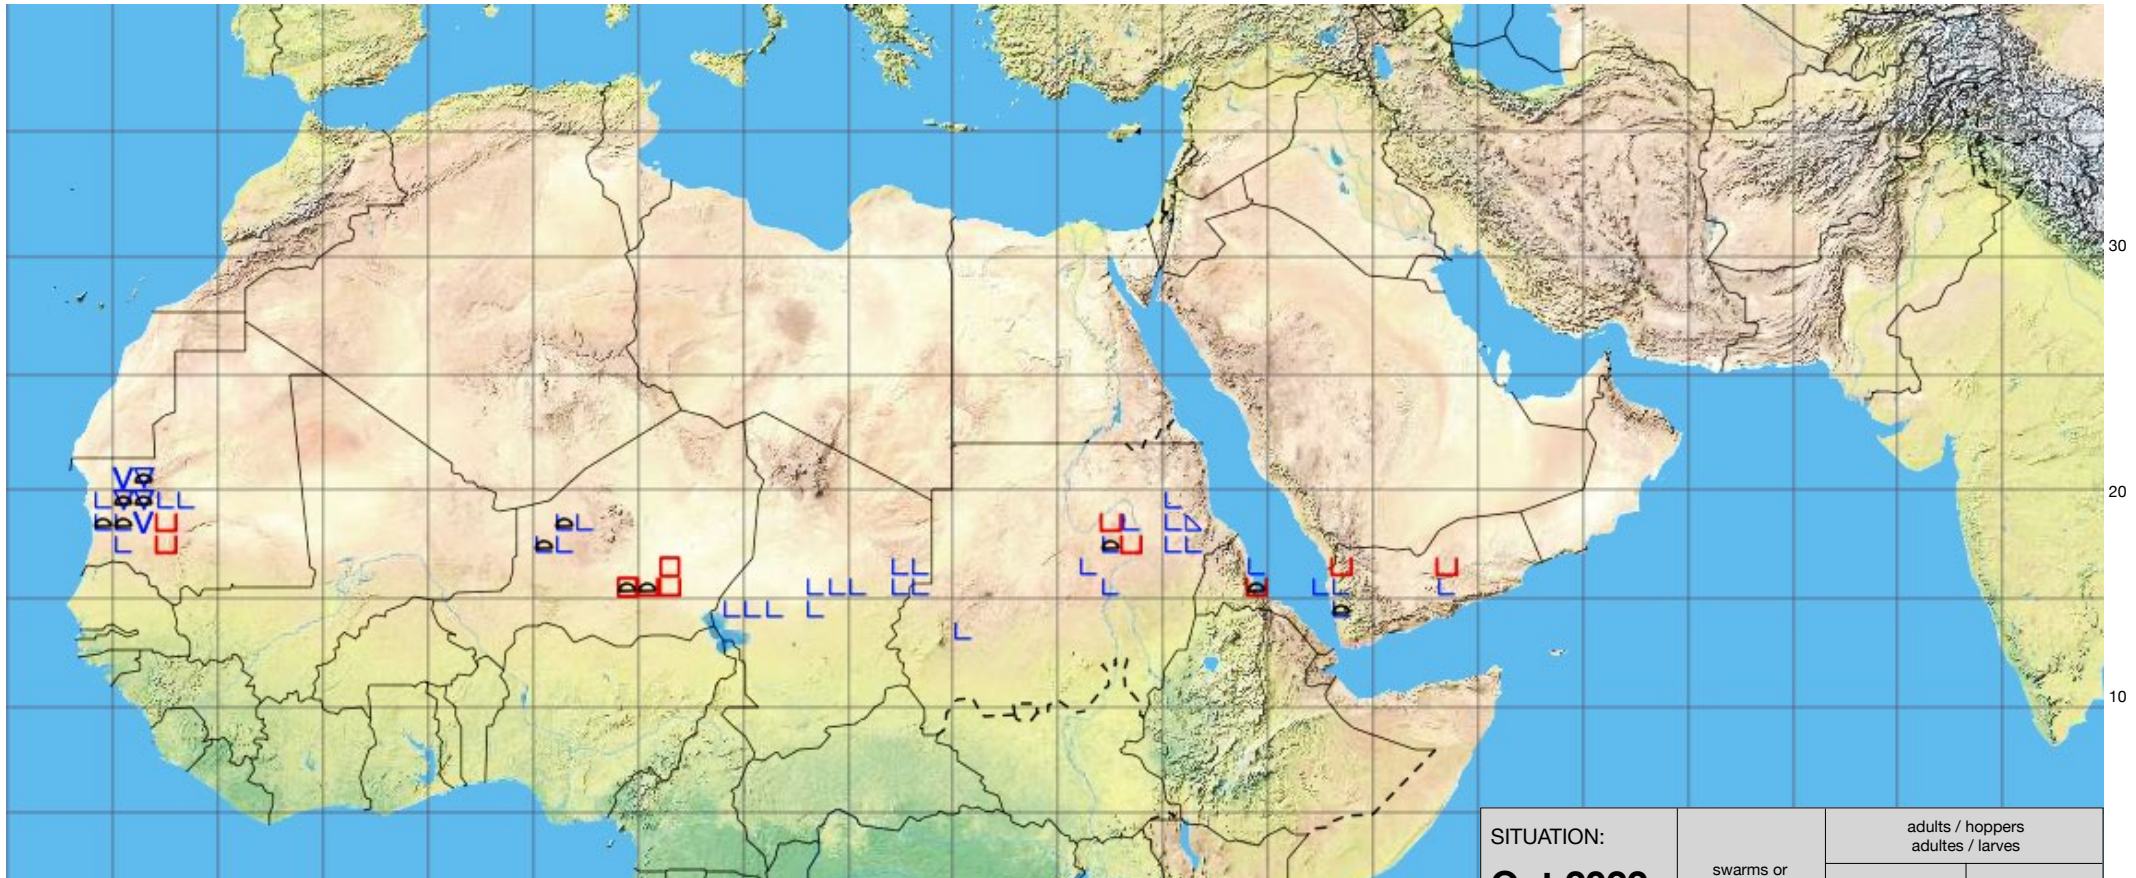 30
20
10
SITUATION:
adults / hoppers
adultes / larves
swarms or